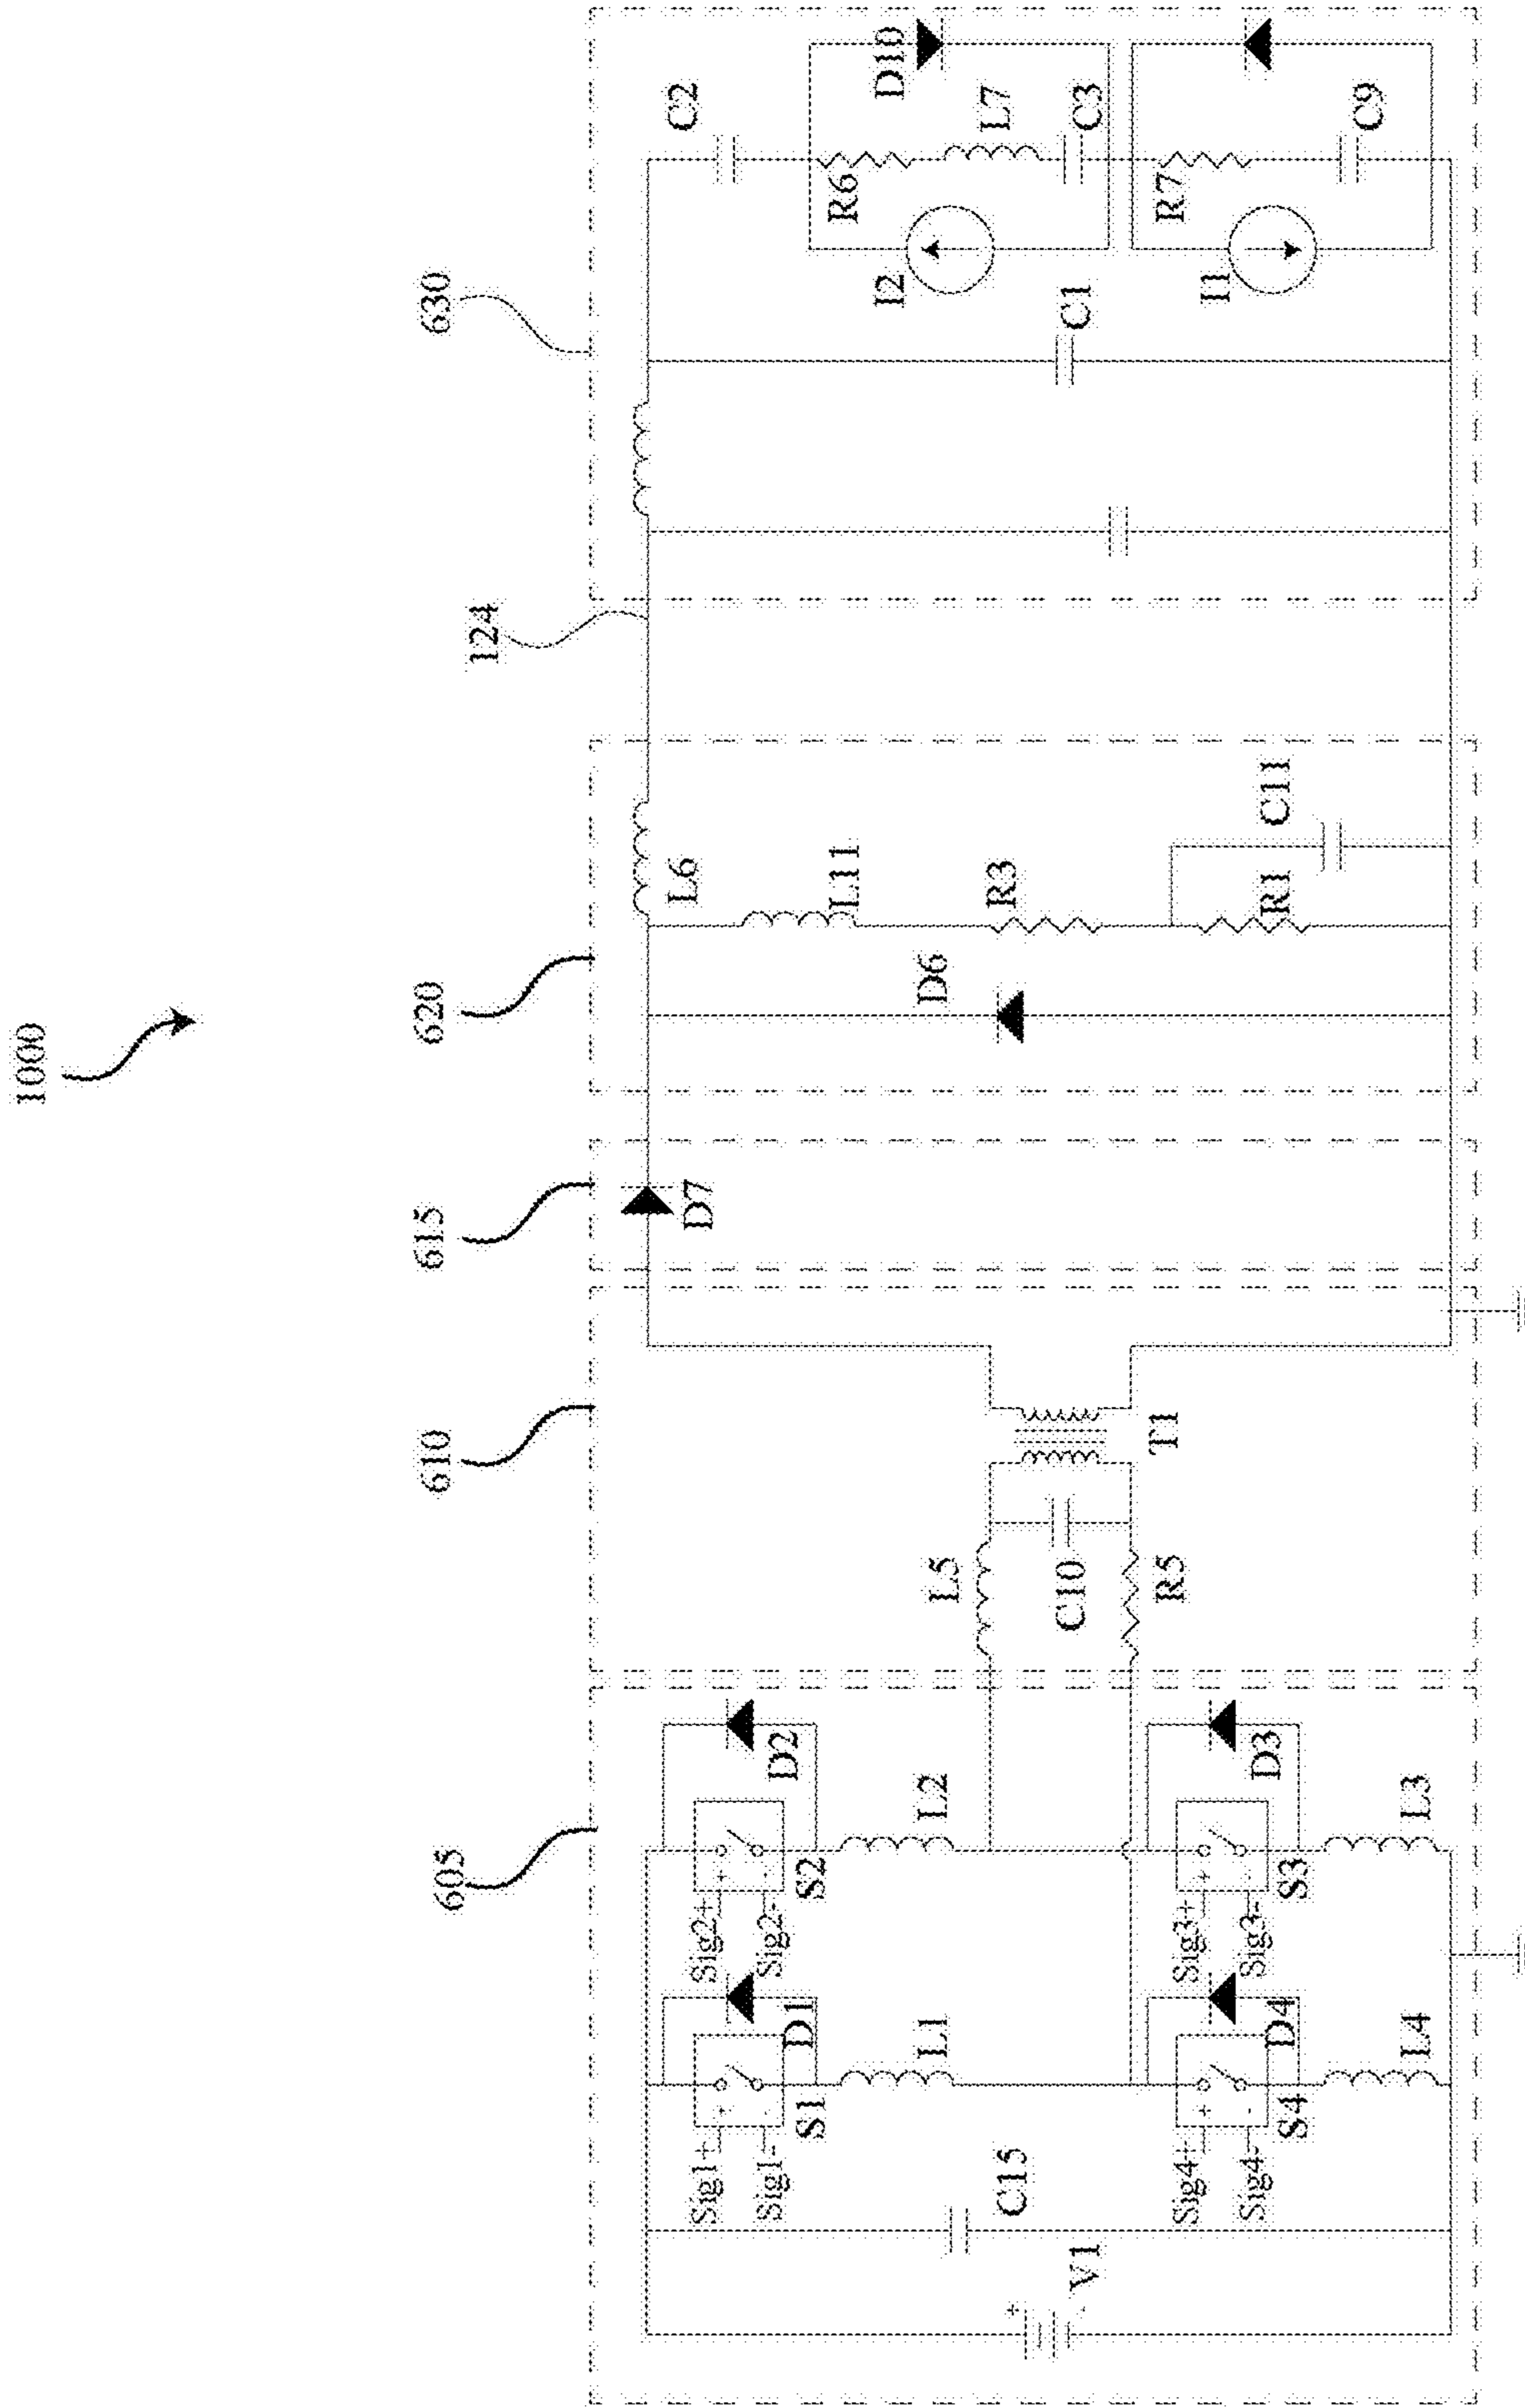 1000
605
610
615
620
124
630
Sig1+
Sig1-
S1
D1
L1
Sig2+
Sig2-
S2
D2
L2
C15
V1
+
-
Sig4+
Sig4-
S4
D4
L4
Sig3+
Sig3-
S3
D3
L3
L5
C10
R5
T1
D7
D6
L6
L11
R3
R1
C11
C1
C2
D10
R6
L7
C3
I2
R7
C9
I1